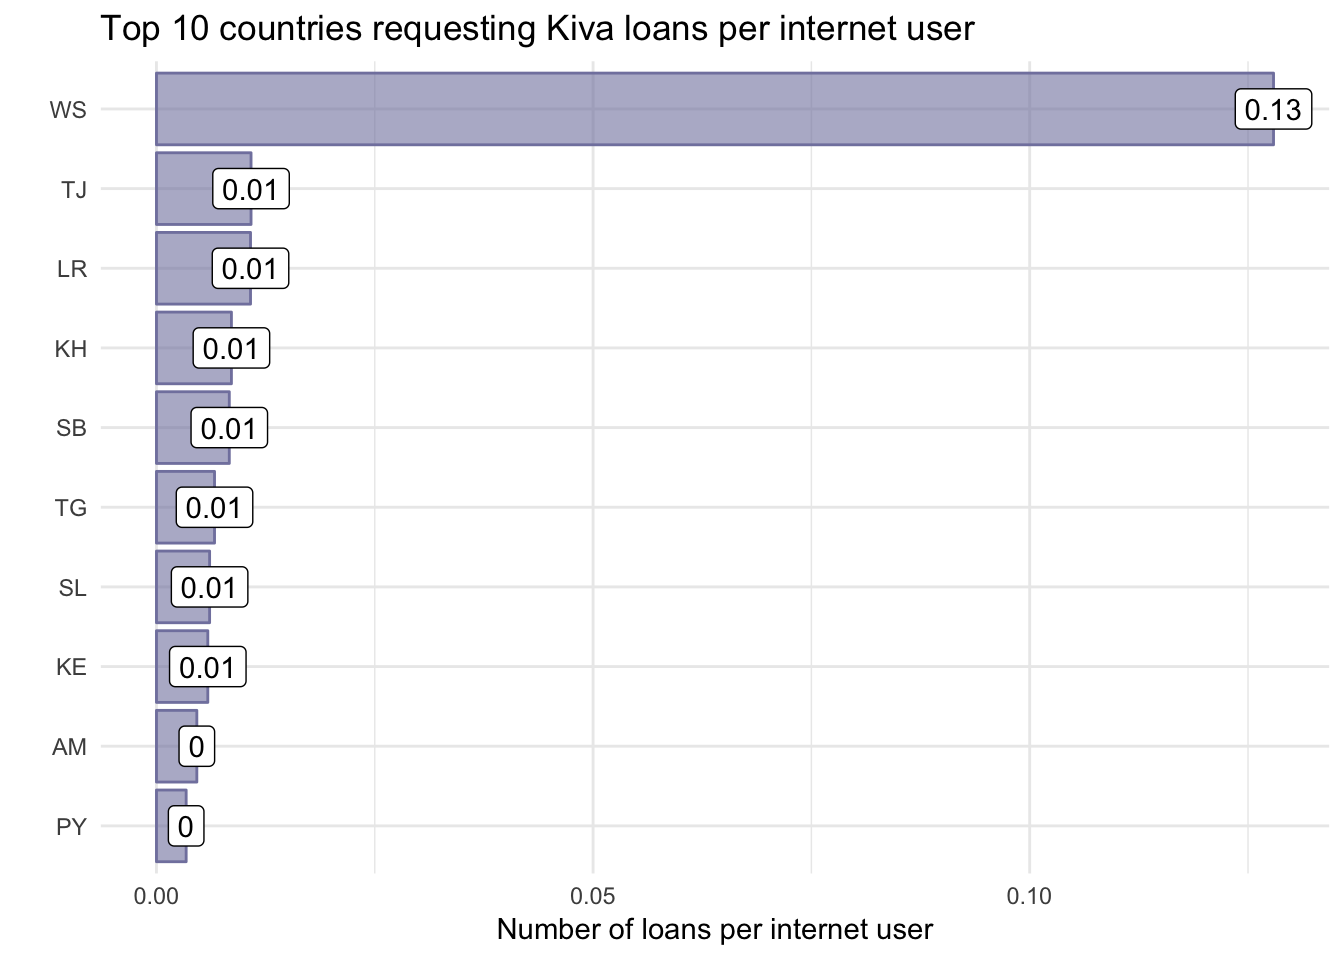 Top 10 countries requesting Kiva loans per internet user
WS 0.13
TJ 0.01
LR 0.01
KH 0.01
SB 0.01
TG 0.01
SL 0.01
KE 0.01
AM 0
PY 0
0.00 0.05 0.10
Number of loans per internet user